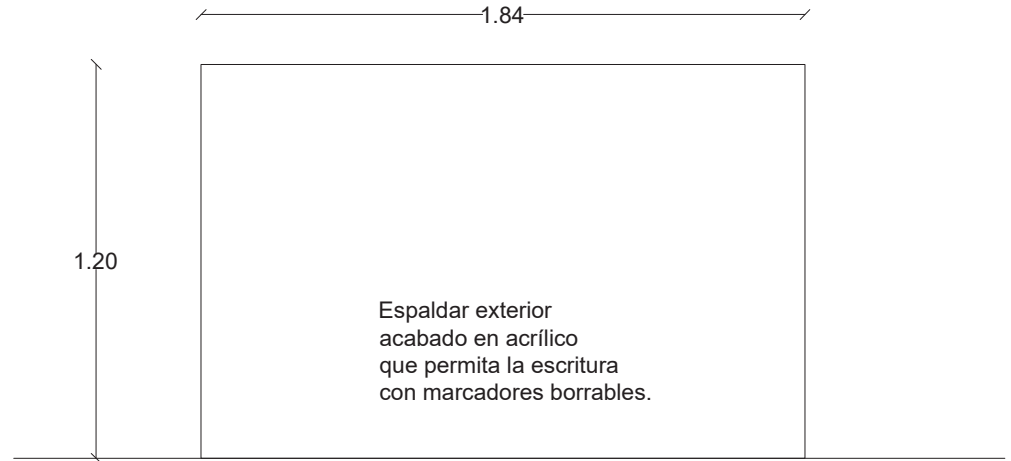 1.84
1.20
Espaldar exterior
acabado en acrílico
que permita la escritura
con marcadores borrables.